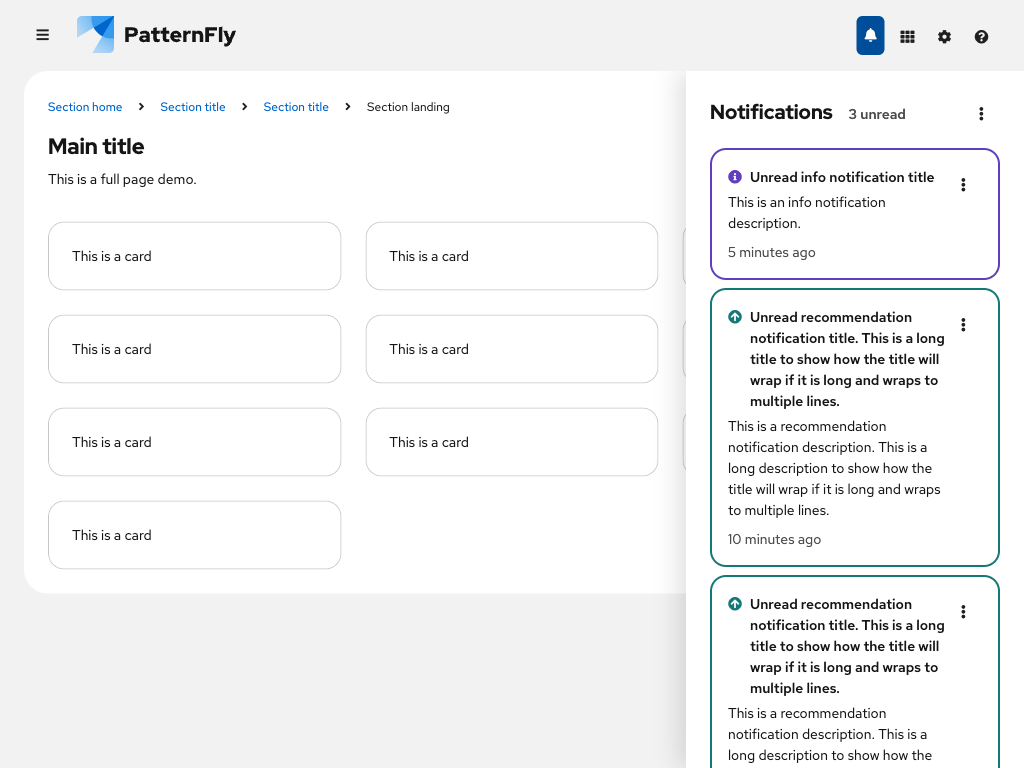 PatternFly
Section home
Section title
Section title
Section landing
Main title
This is a full page demo.
This is a card
This is a card
This is a card
This is a card
This is a card
This is a card
This is a card
Notifications
3 unread
Unread info notification title
This is an info notification
description.
5 minutes ago
Unread recommendation
notification title. This is a long
title to show how the title will
wrap if it is long and wraps to
multiple lines.
This is a recommendation
notification description. This is a
long description to show how the
title will wrap if it is long and wraps
to multiple lines.
10 minutes ago
Unread recommendation
notification title. This is a long
title to show how the title will
wrap if it is long and wraps to
multiple lines.
This is a recommendation
notification description. This is a
long description to show how the